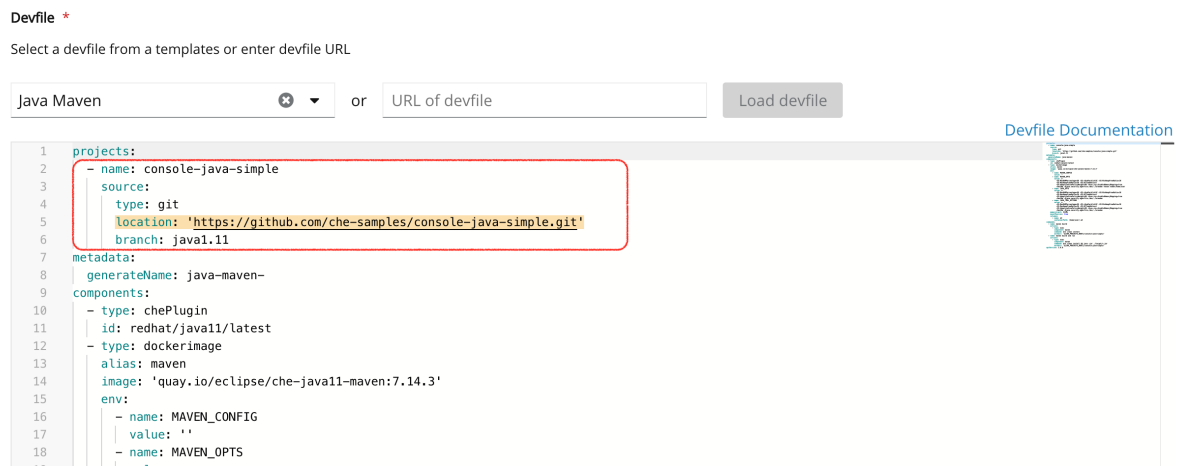 Devfile *
Select a devfile from a templates or enter devfile URL
Java Maven or URL of devfile Load devfile
Devfile Documentation
1 projects:
2 - name: console-java-simple
3 source:
4 type: git
5 location: 'https://github.com/che-samples/console-java-simple.git'
6 branch: java1.11
7 metadata:
8 generateName: java-maven-
9 components:
10 - type: chePlugin
11 id: redhat/java11/latest
12 - type: dockerimage
13 alias: maven
14 image: 'quay.io/eclipse/che-java11-maven:7.14.3'
15 env:
16 - name: MAVEN_CONFIG
17 value: ''
18 - name: MAVEN_OPTS